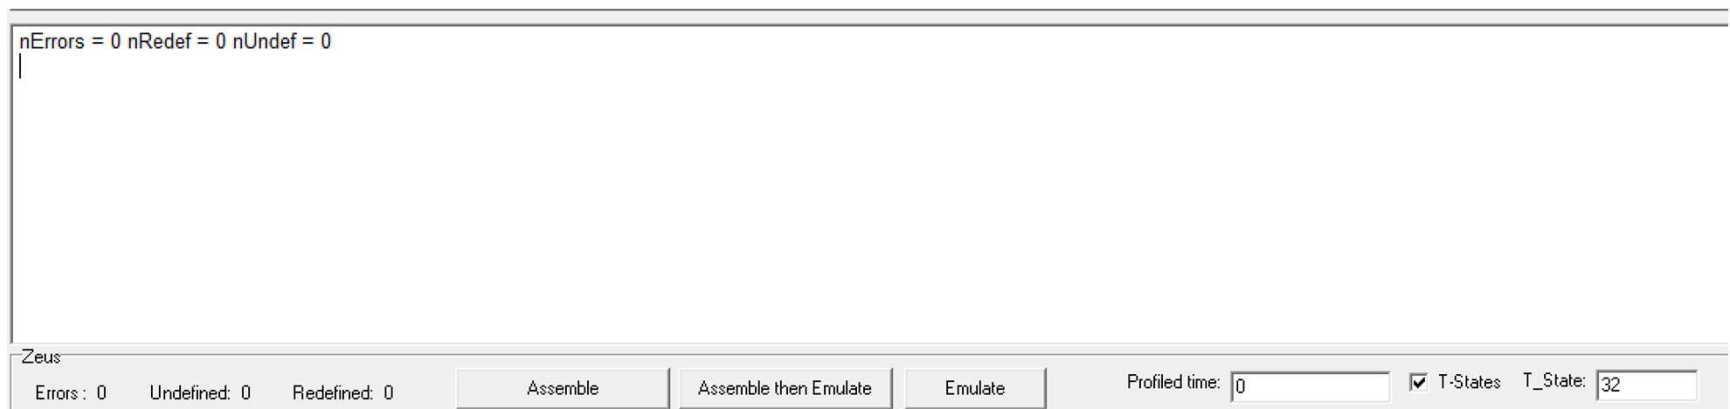 nErrors = 0 nRedef = 0 nUndef = 0
Zeus
Errors : 0 Undefined: 0 Redefined: 0 Assemble Assemble then Emulate Emulate Profiled time: 0 T-States T_State: 32